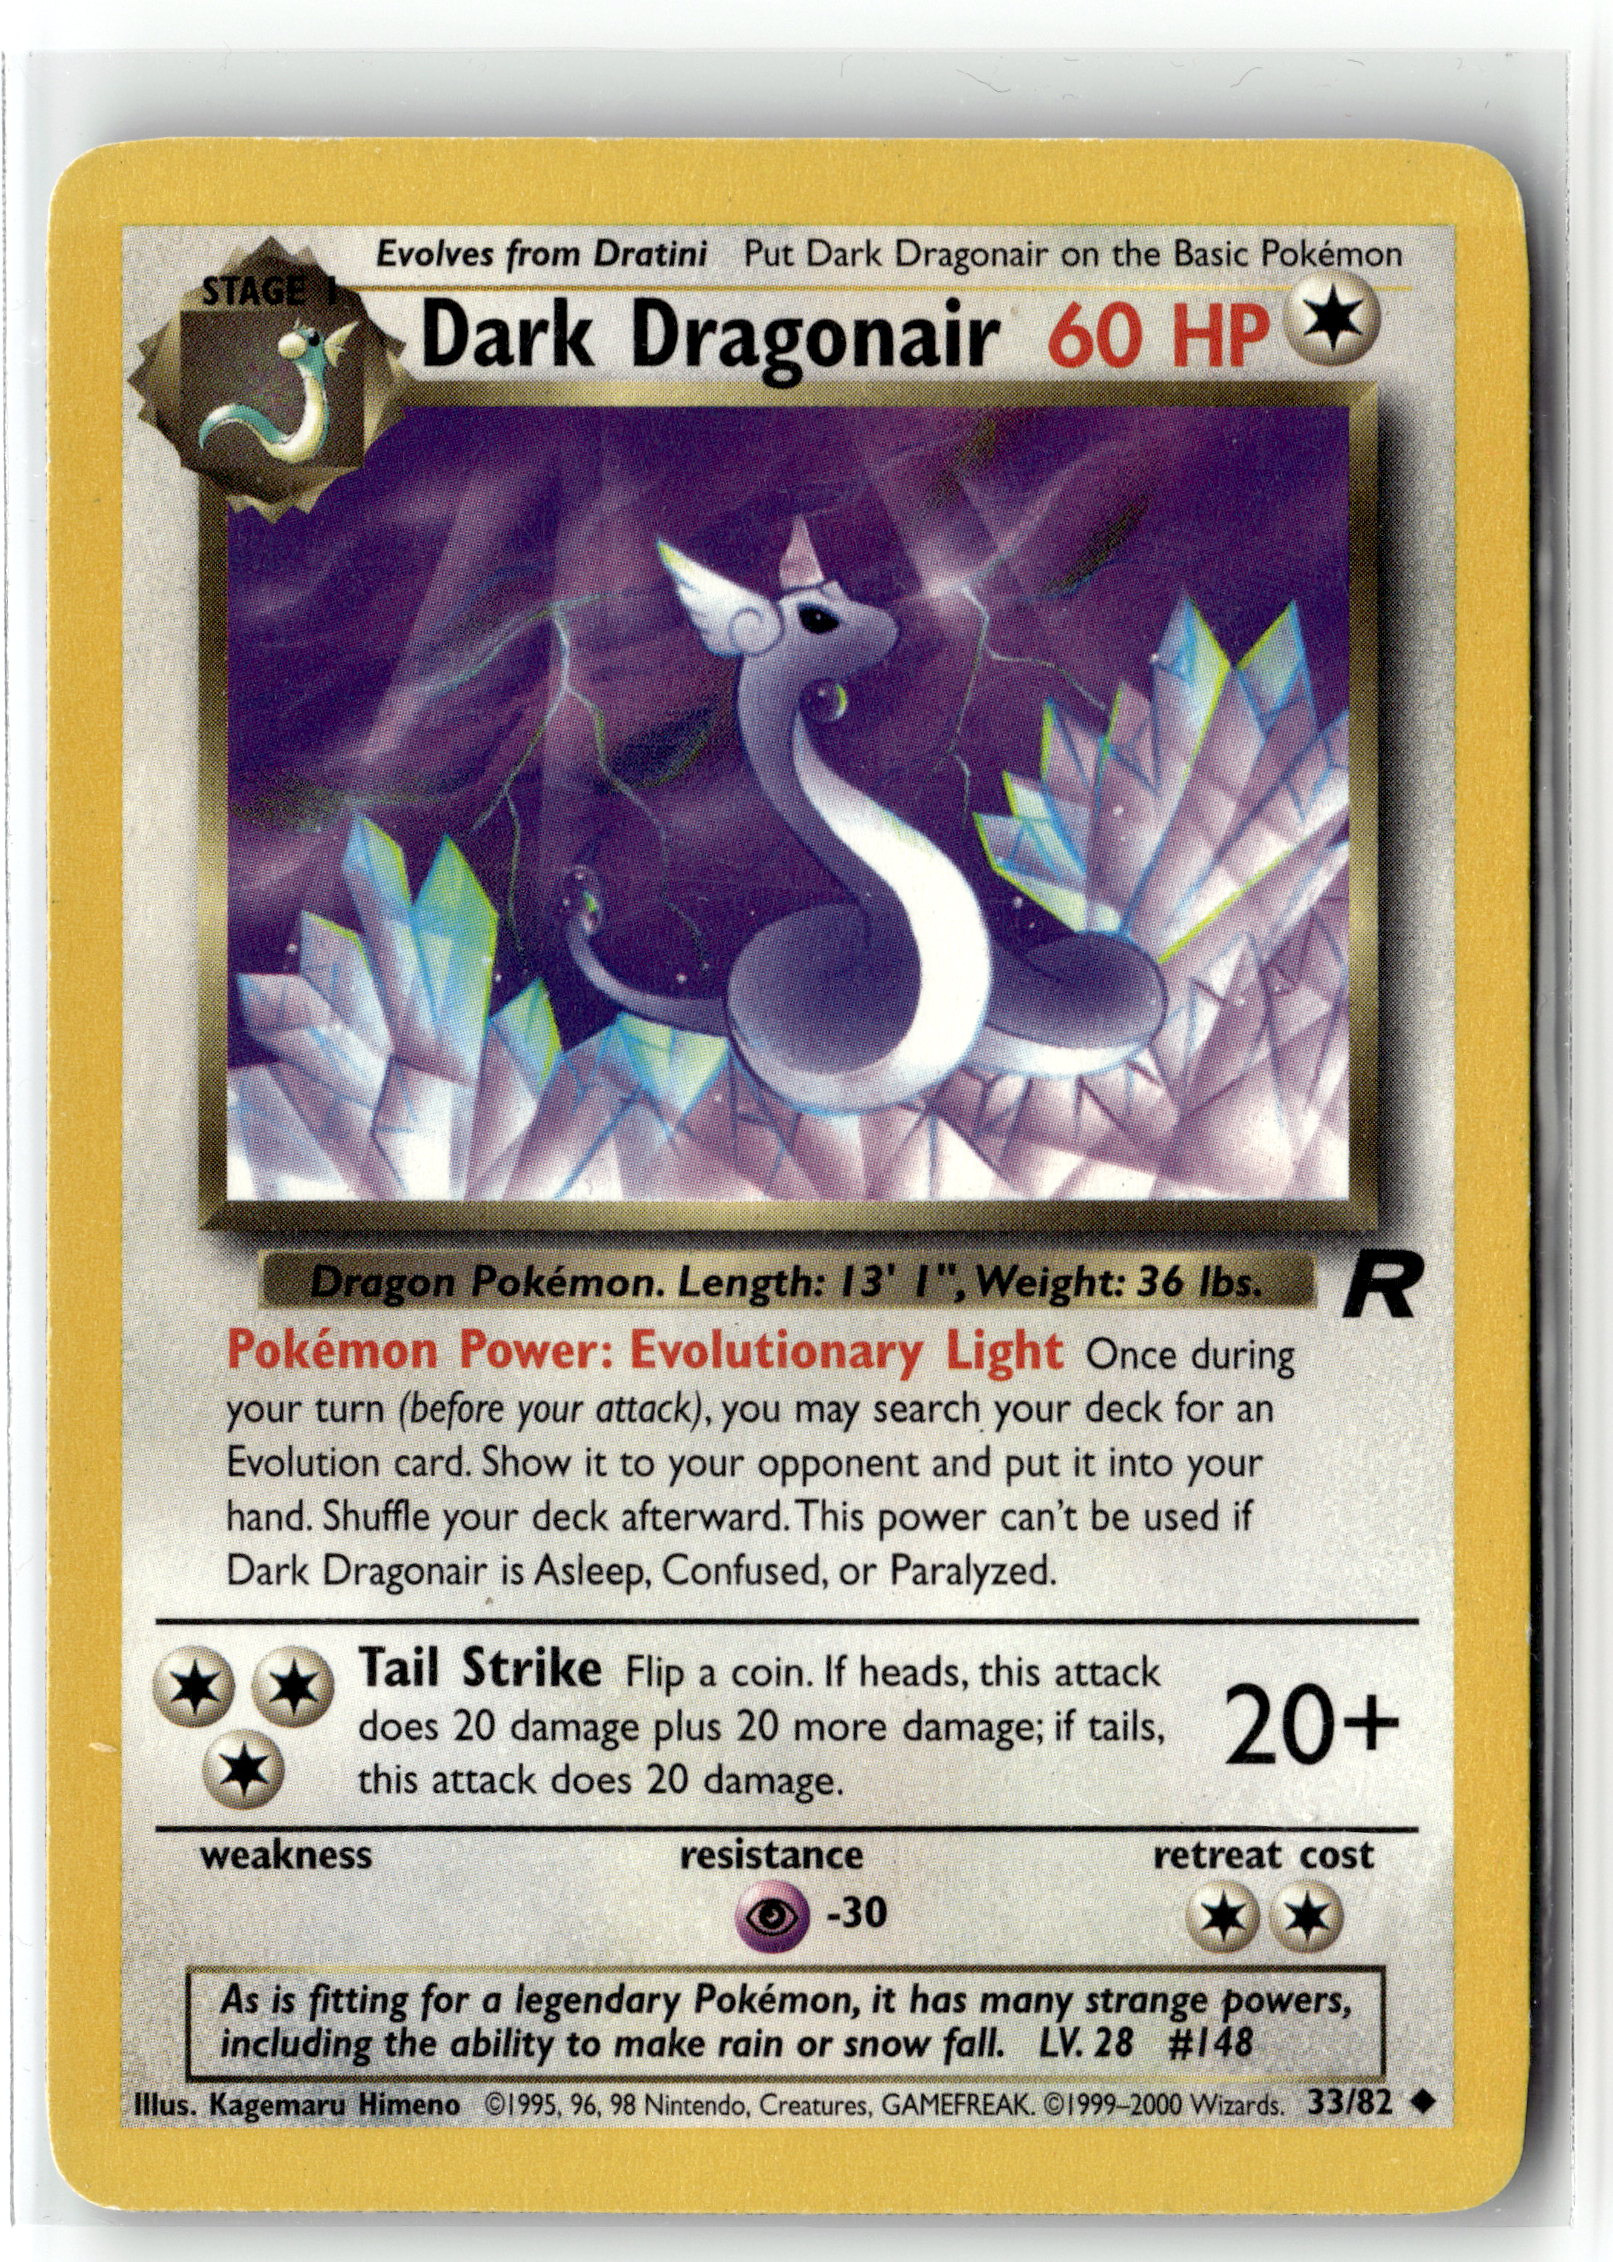 Evolves from Dratini Put Dark Dragonair on the Basic Pokémon
STAGE 1
Dark Dragonair 60 HP
Dragon Pokémon. Length: 13' 1", Weight: 36 lbs.
R
Pokémon Power: Evolutionary Light Once during
your turn (before your attack), you may search your deck for an
Evolution card. Show it to your opponent and put it into your
hand. Shuffle your deck afterward. This power can't be used if
Dark Dragonair is Asleep, Confused, or Paralyzed.
Tail Strike Flip a coin. If heads, this attack
does 20 damage plus 20 more damage; if tails,
this attack does 20 damage.
20+
weakness resistance retreat cost
-30
As is fitting for a legendary Pokémon, it has many strange powers,
including the ability to make rain or snow fall. LV. 28 #148
Illus. Kagemaru Himeno ©1995, 96, 98 Nintendo, Creatures, GAMEFREAK. ©1999–2000 Wizards. 33/82